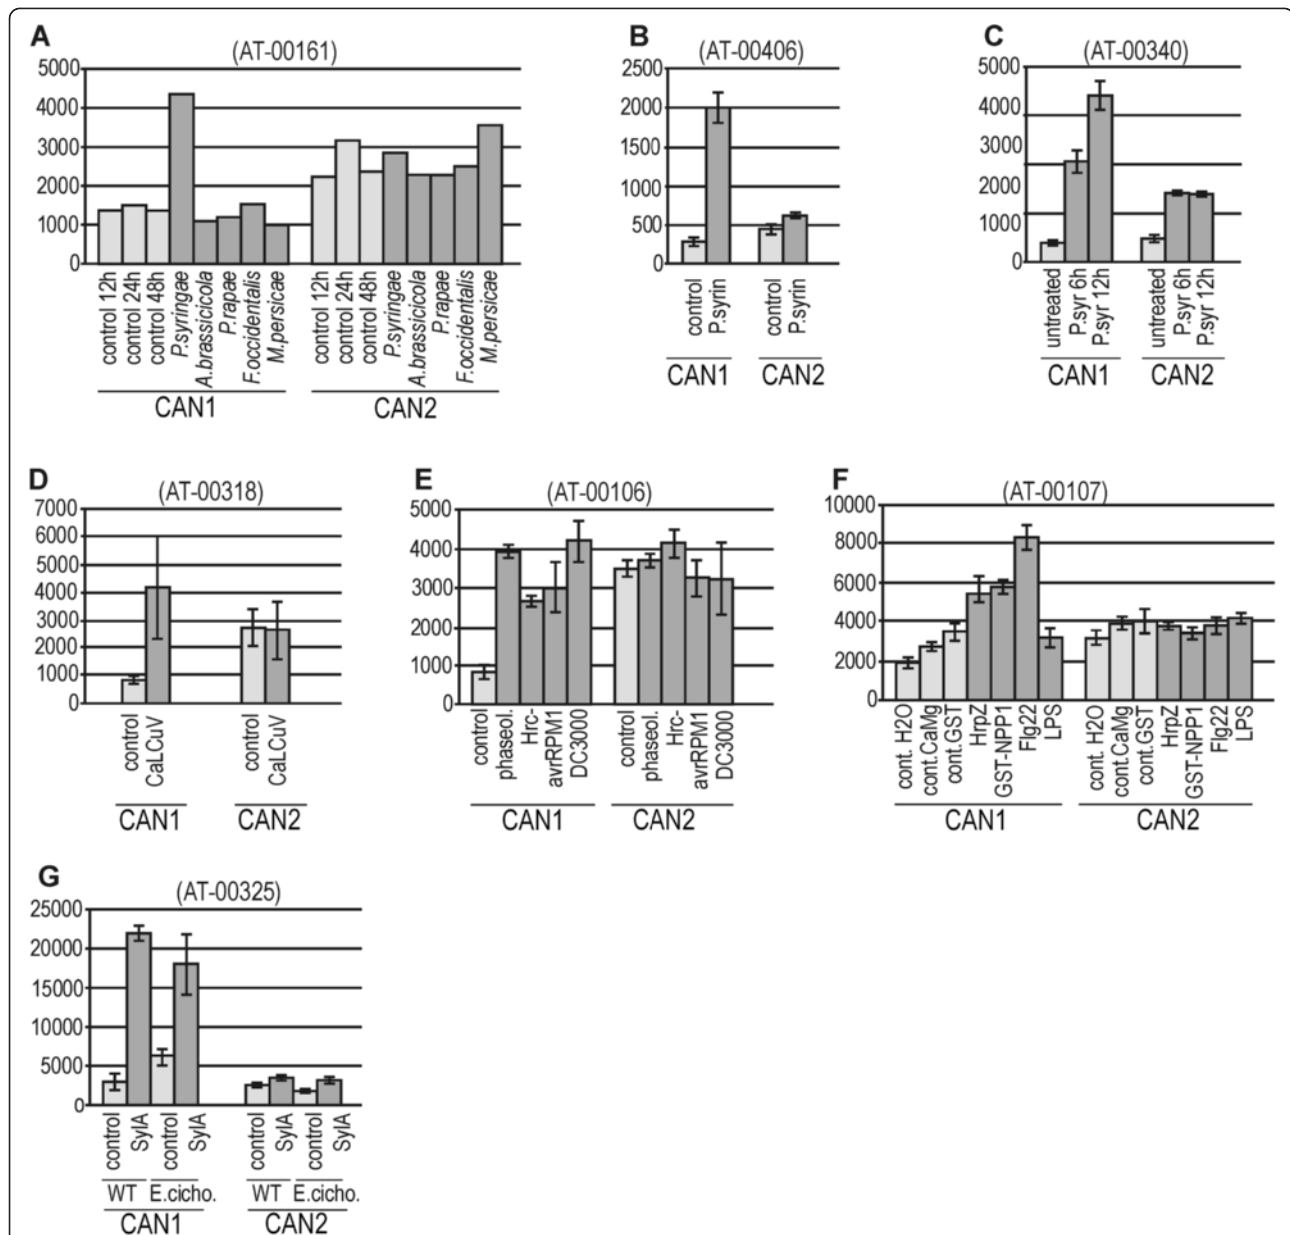 A
(AT-00161)
5000
4000
3000
2000
1000
0
control 12h
control 24h
control 48h
P.syringae
A.brassicicola
P.rapae
F.occidentalis
M.persicae
control 12h
control 24h
control 48h
P.syringae
A.brassicicola
P.rapae
F.occidentalis
M.persicae
CAN1
CAN2
B
(AT-00406)
2500
2000
1500
1000
500
0
control
P.syrin
control
P.syrin
CAN1
CAN2
C
(AT-00340)
5000
4000
3000
2000
1000
0
untreated
P.syr 6h
P.syr 12h
untreated
P.syr 6h
P.syr 12h
CAN1
CAN2
D
(AT-00318)
7000
6000
5000
4000
3000
2000
1000
0
control
CaLCuV
control
CaLCuV
CAN1
CAN2
E
(AT-00106)
5000
4000
3000
2000
1000
0
control
phaseol.
Hrc-
avrRPM1
DC3000
control
phaseol.
Hrc-
avrRPM1
DC3000
CAN1
CAN2
F
(AT-00107)
10000
8000
6000
4000
2000
0
cont. H2O
cont.CaMg
cont.GST
HrpZ
GST-NPP1
Flg22
LPS
cont. H2O
cont.CaMg
cont.GST
HrpZ
GST-NPP1
Flg22
LPS
CAN1
CAN2
G
(AT-00325)
25000
20000
15000
10000
5000
0
control
SylA
control
SylA
control
SylA
control
SylA
WT
E.cicho.
WT
E.cicho.
CAN1
CAN2